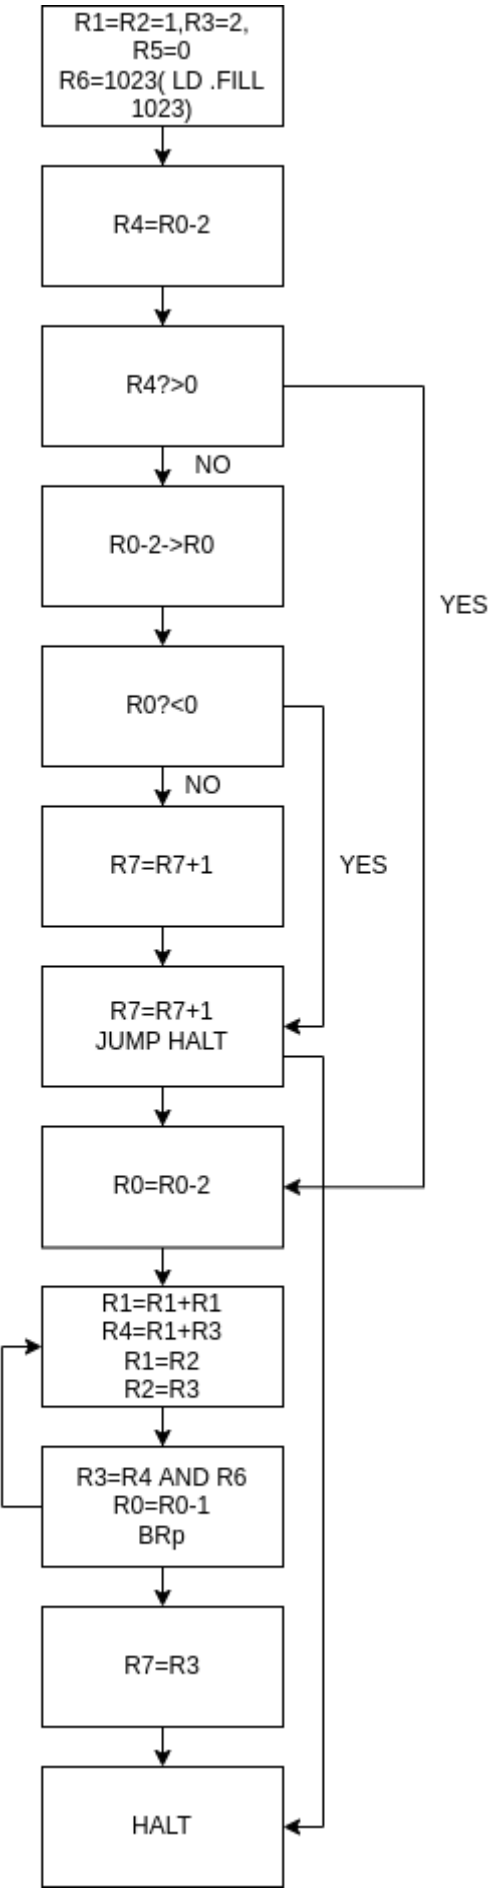 R1=R2=1,R3=2,
R5=0
R6=1023( LD .FILL
1023)
R4=R0-2
R4?>0
NO
R0-2->R0
YES
R0?<0
NO
R7=R7+1
YES
R7=R7+1
JUMP HALT
R0=R0-2
R1=R1+R1
R4=R1+R3
R1=R2
R2=R3
R3=R4 AND R6
R0=R0-1
BRp
R7=R3
HALT